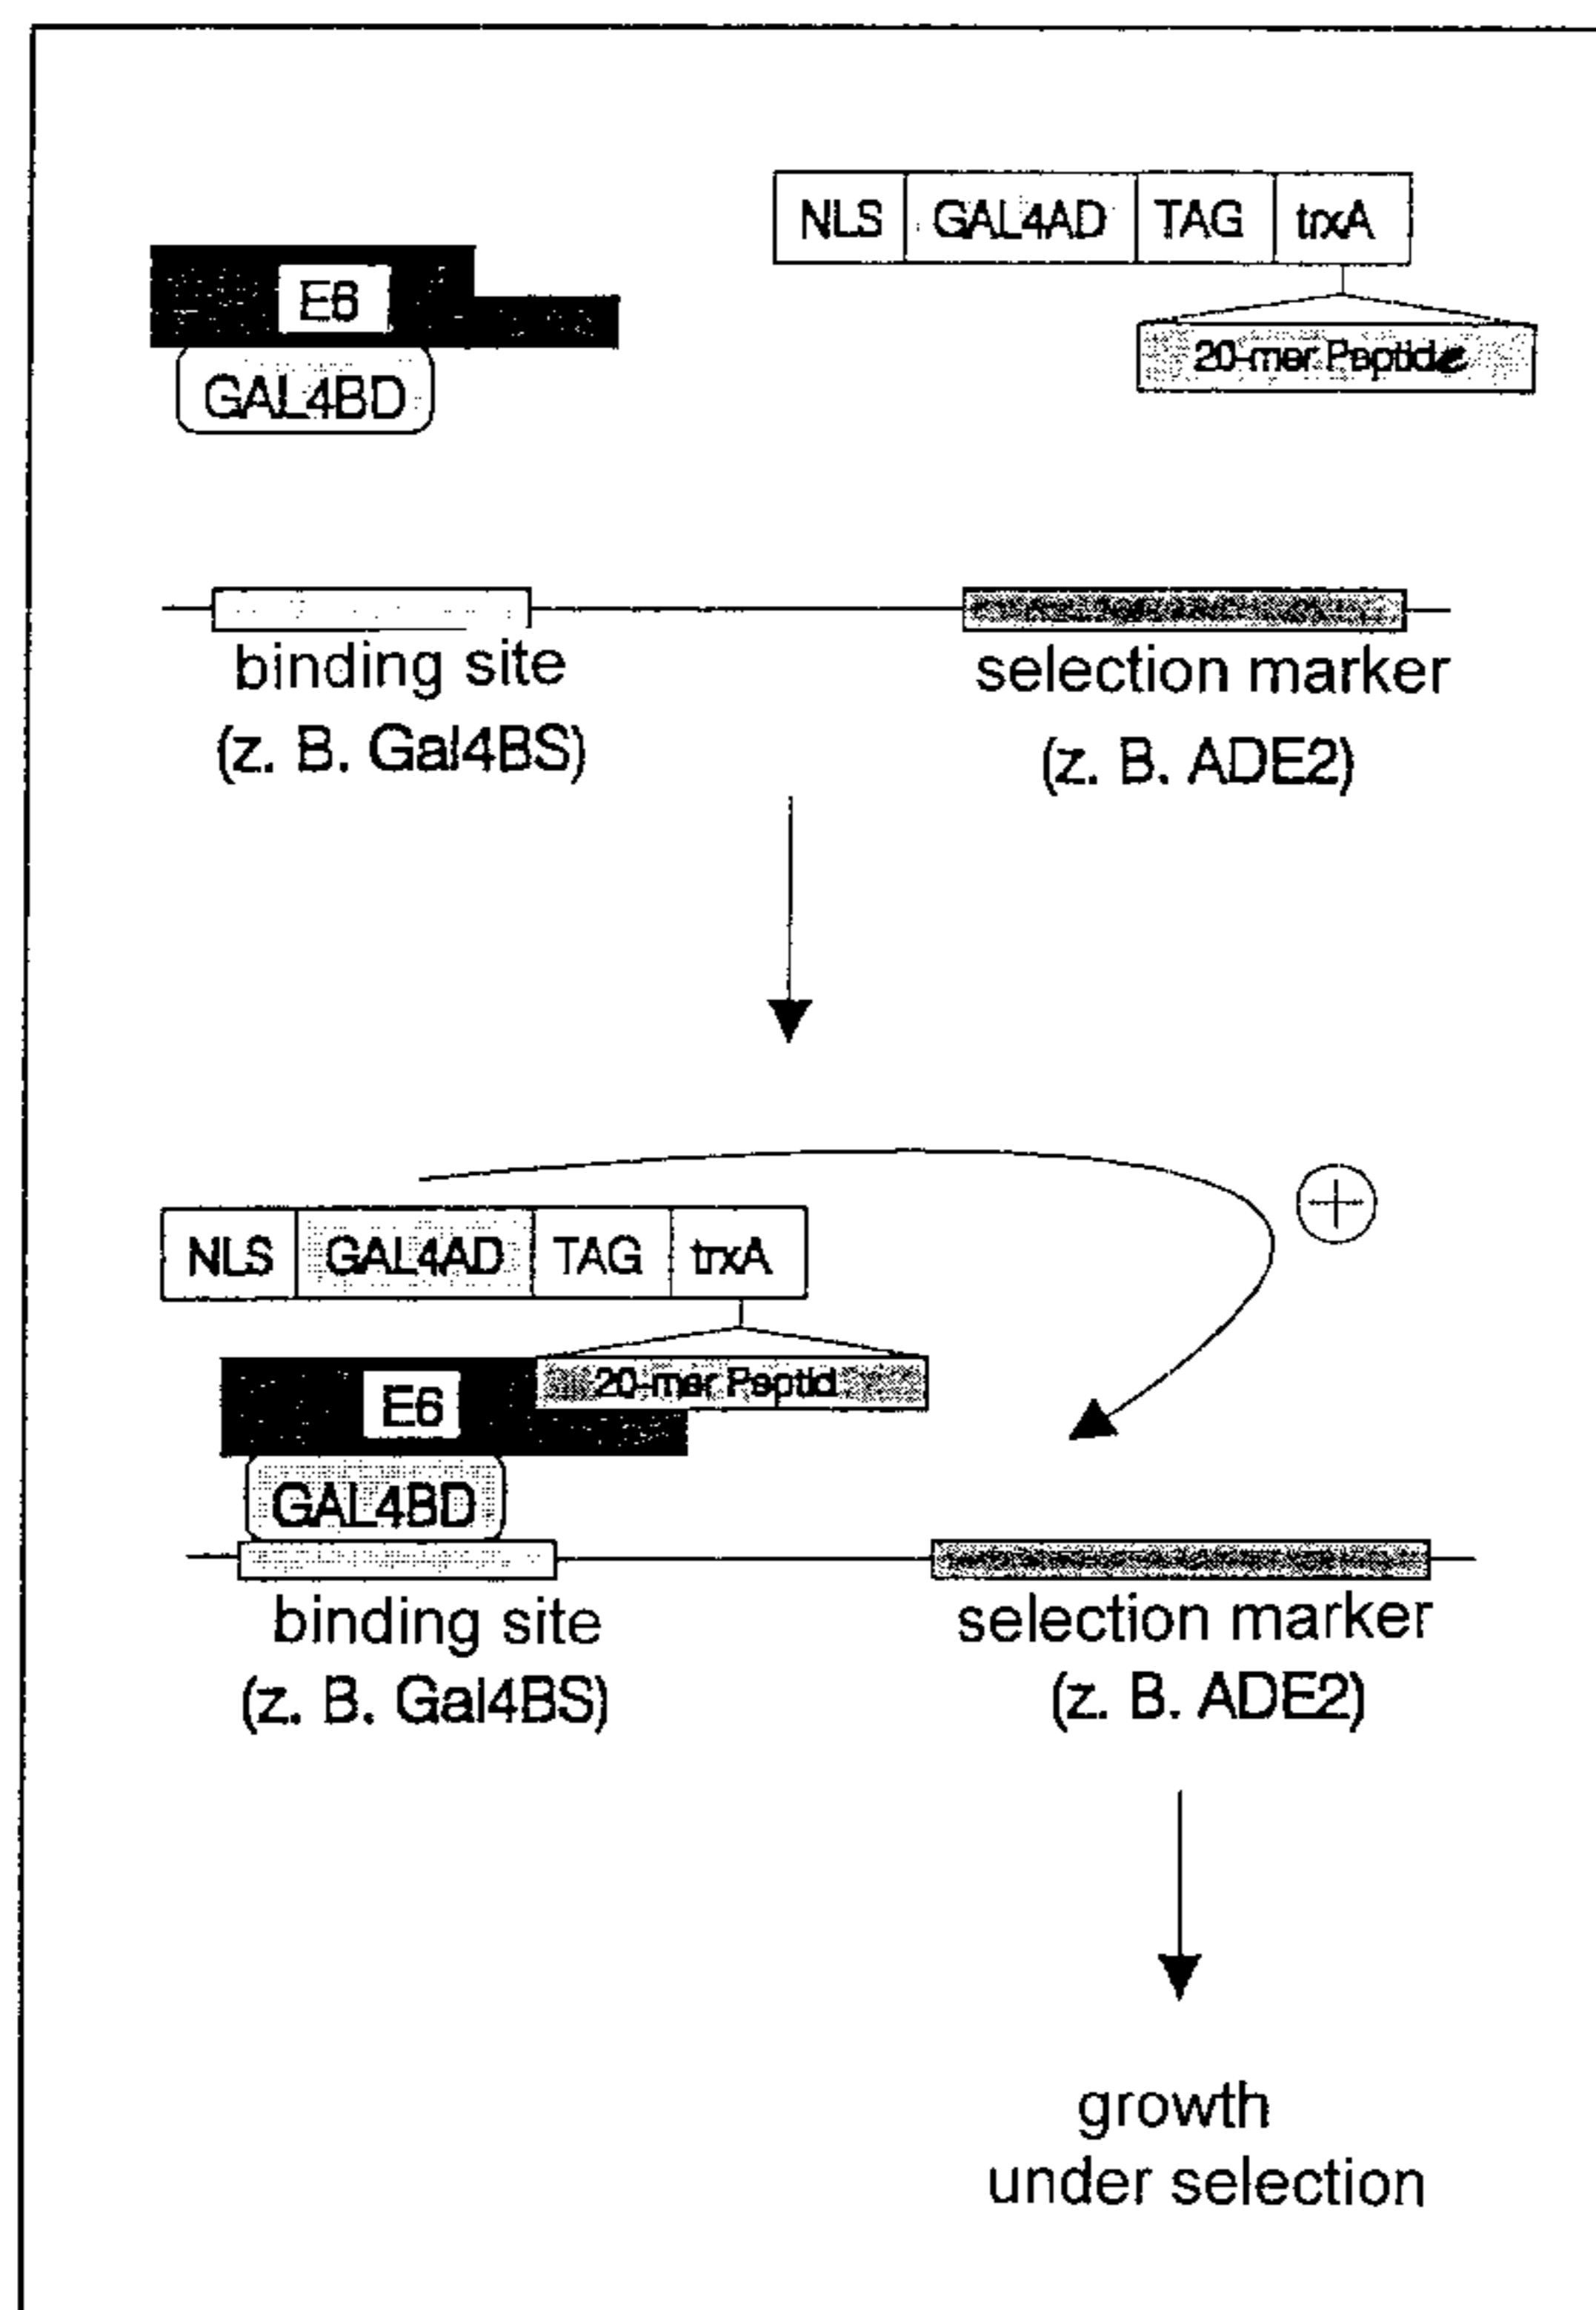 NLS GAL4AD TAG trxA
E6
20-mer Peptide
GAL4BD
binding site
(z. B. Gal4BS)
selection marker
(z. B. ADE2)
NLS GAL4AD TAG trxA
20-mer Peptid
E6
GAL4BD
binding site
(z. B. Gal4BS)
selection marker
(z. B. ADE2)
growth
under selection